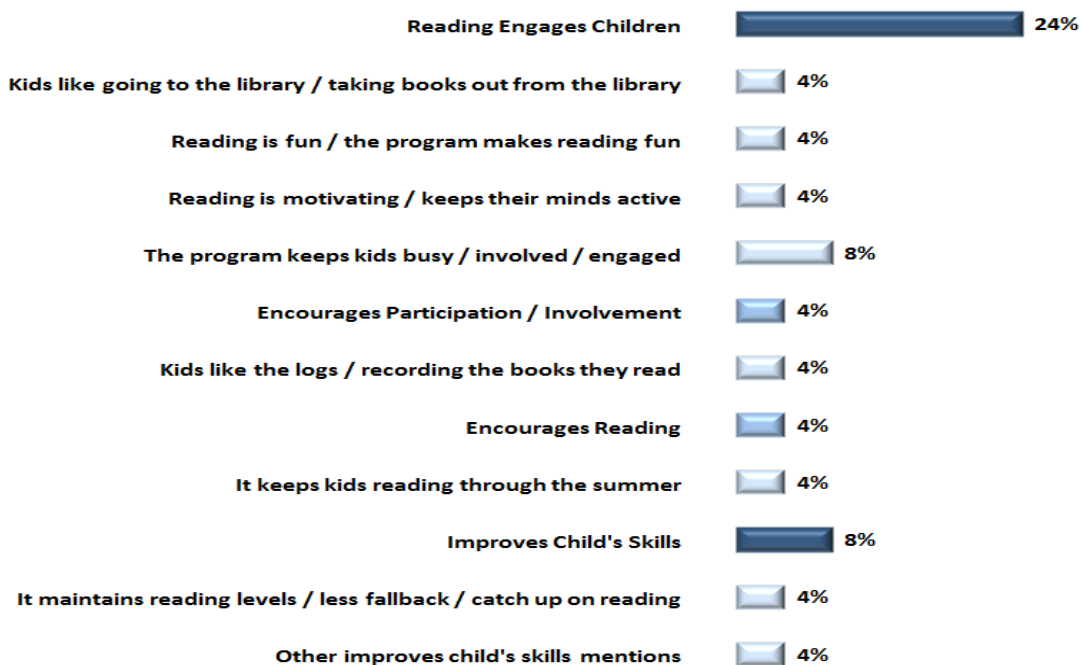 Reading Engages Children 24%
Kids like going to the library / taking books out from the library 4%
Reading is fun / the program makes reading fun 4%
Reading is motivating / keeps their minds active 4%
The program keeps kids busy / involved / engaged 8%
Encourages Participation / Involvement 4%
Kids like the logs / recording the books they read 4%
Encourages Reading 4%
It keeps kids reading through the summer 4%
Improves Child's Skills 8%
It maintains reading levels / less fallback / catch up on reading 4%
Other improves child's skills mentions 4%